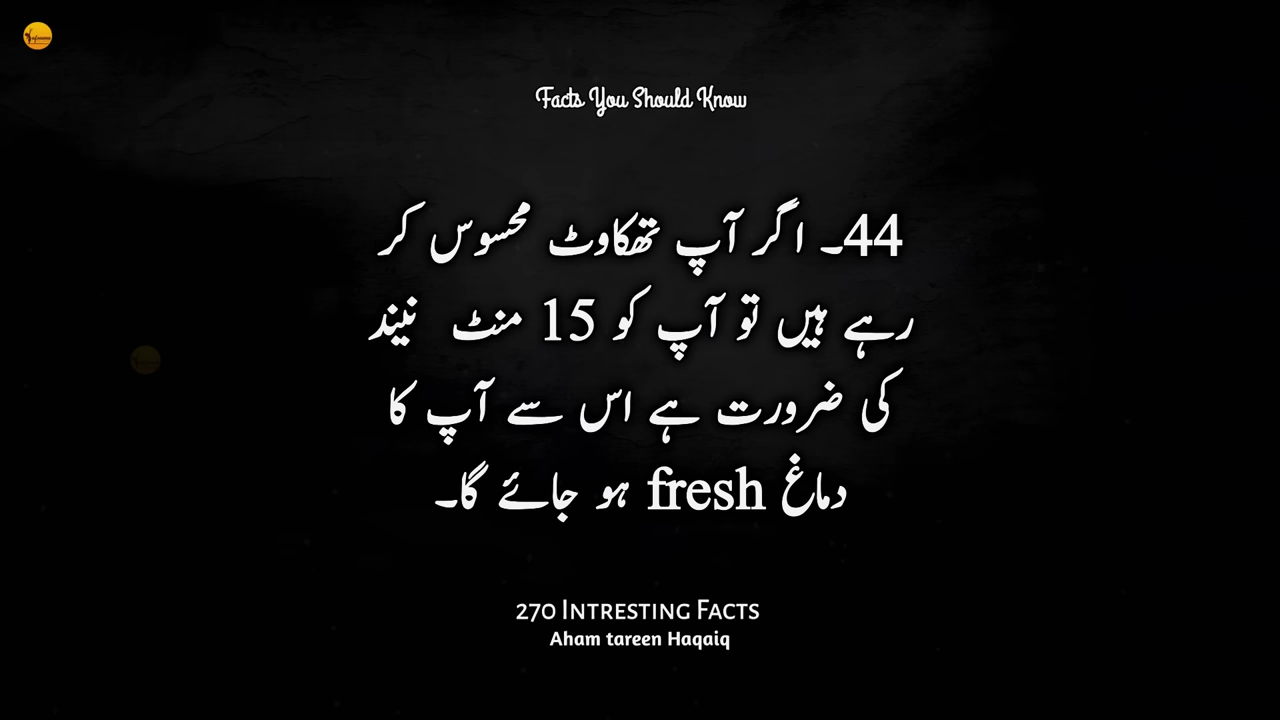 Facts You Should Know
44۔ اگر آپ تھکاوٹ محسوس کر
رہے ہیں تو آپ کو 15 منٹ نیند
کی ضرورت ہے اس سے آپ کا
دماغ fresh ہو جائے گا۔
270 Intresting Facts
Aham tareen Haqaiq